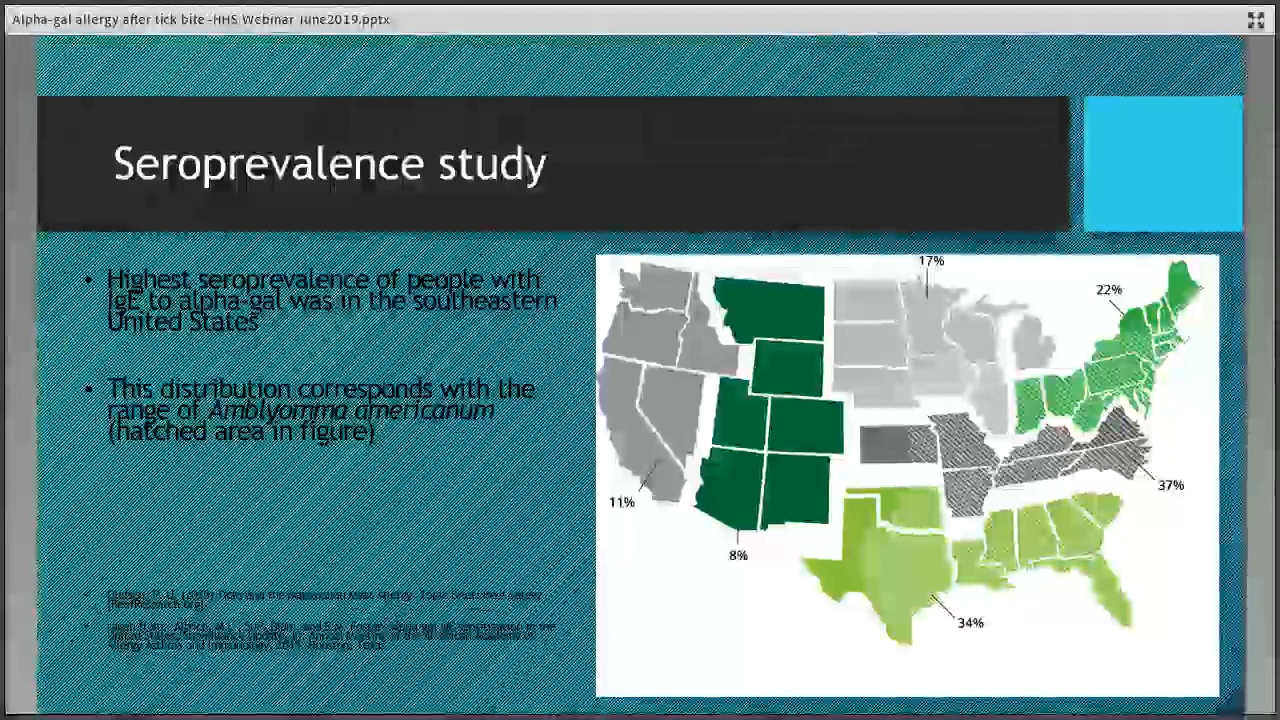 Alpha-gal allergy after tick bite -HHS Webinar June2019.pptx
Seroprevalence study
• Highest seroprevalence of people with
IgE to alpha-gal was in the southeastern
United States
• This distribution corresponds with the
range of Amblyomma americanum
(hatched area in figure)
17%
22%
37%
11%
8%
34%